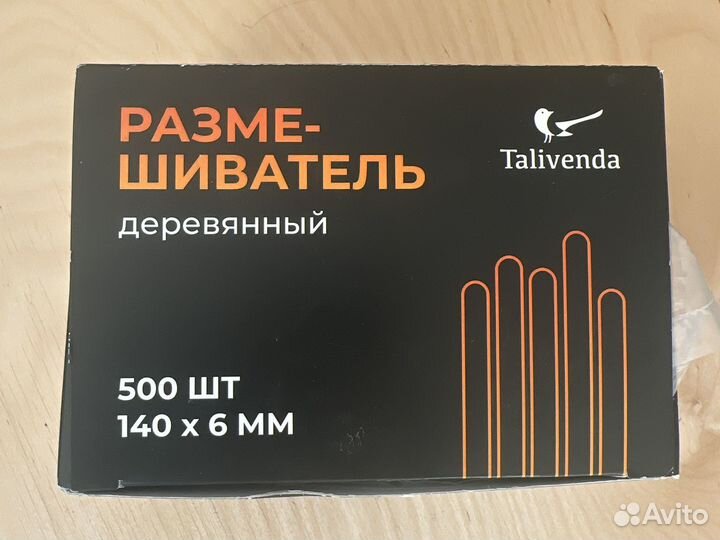 РАЗМЕ-
ШИВАТЕЛЬ
деревянный
Talivenda
500 ШТ
140 x 6 ММ
Avito